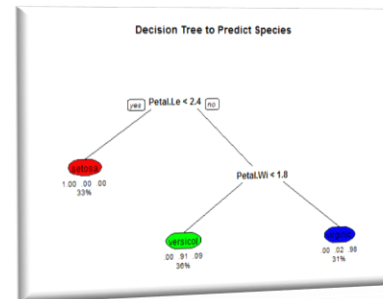 Decision Tree to Predict Species
yes Petal.Le < 2.4 no
setosa
1.00 .00 .00
33%
Petal.Wi < 1.8
versicol
.00 .91 .09
36%
.00 .02 .98
31%